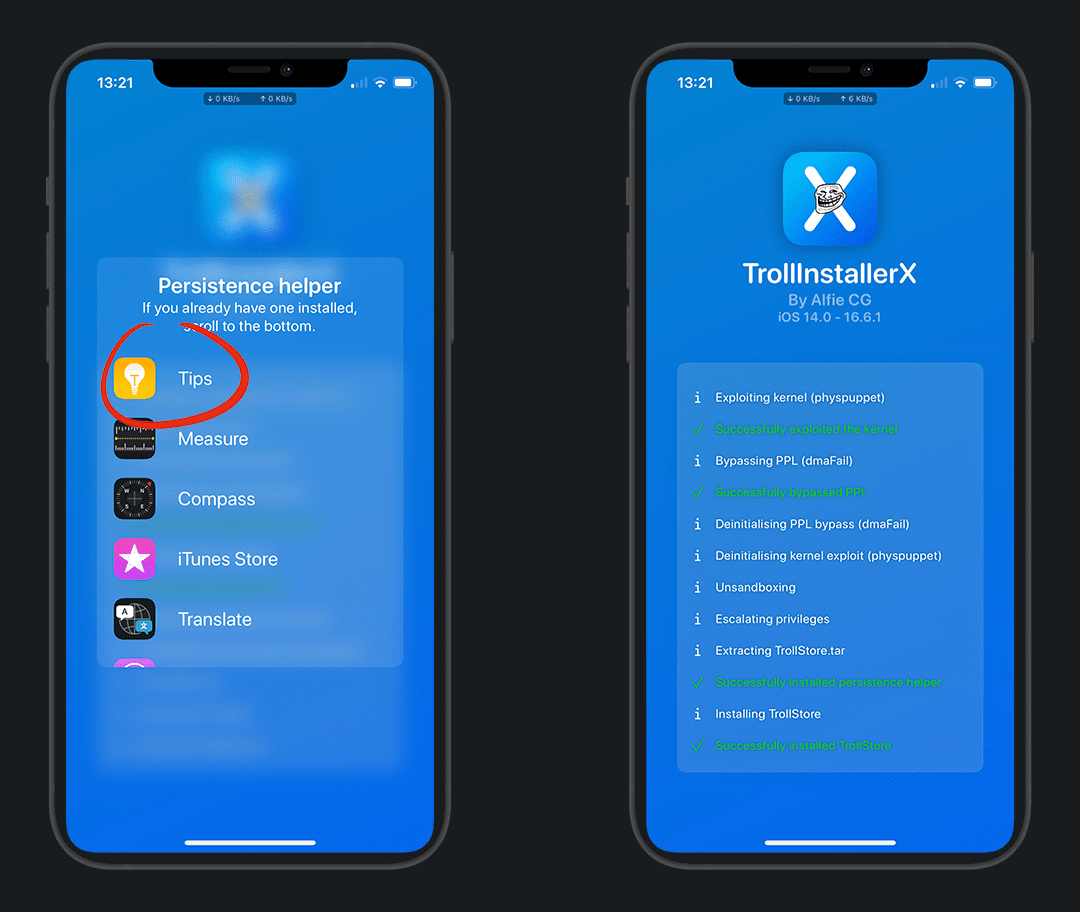 13:21
↓ 0 KB/s ↑ 0 KB/s
Persistence helper
If you already have one installed,
scroll to the bottom.
Tips
Measure
Compass
iTunes Store
Translate
13:21
↓ 0 KB/s ↑ 6 KB/s
TrollInstallerX
By Alfie CG
iOS 14.0 - 16.6.1
i Exploiting kernel (physpuppet)
✓ Successfully exploited the kernel
i Bypassing PPL (dmaFail)
✓ Successfully bypassed PPL
i Deinitialising PPL bypass (dmaFail)
i Deinitialising kernel exploit (physpuppet)
i Unsandboxing
i Escalating privileges
i Extracting TrollStore.tar
✓ Successfully installed persistence helper
i Installing TrollStore
✓ Successfully installed TrollStore